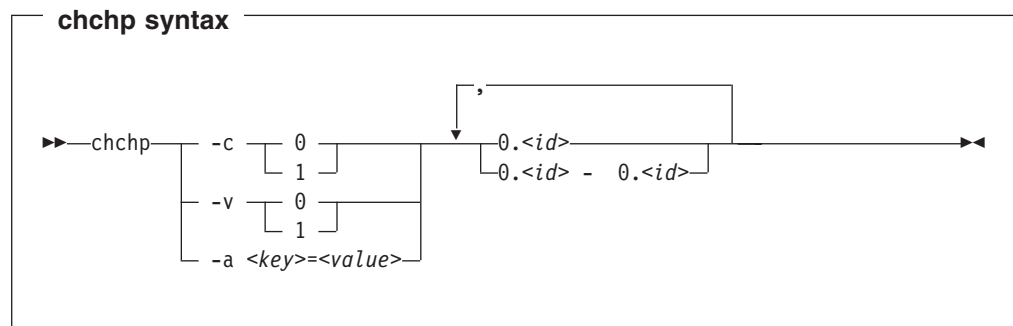 chchp syntax
,
chchp -c 0 0.<id>
1 0.<id> - 0.<id>
-v 0
1
-a <key>=<value>